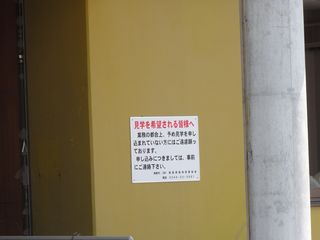 見学を希望される皆様へ
業務の都合上、予め見学を申し
込まれていない方にはご遠慮願っ
ております。
申し込みにつきましては、事前
にご連絡下さい。